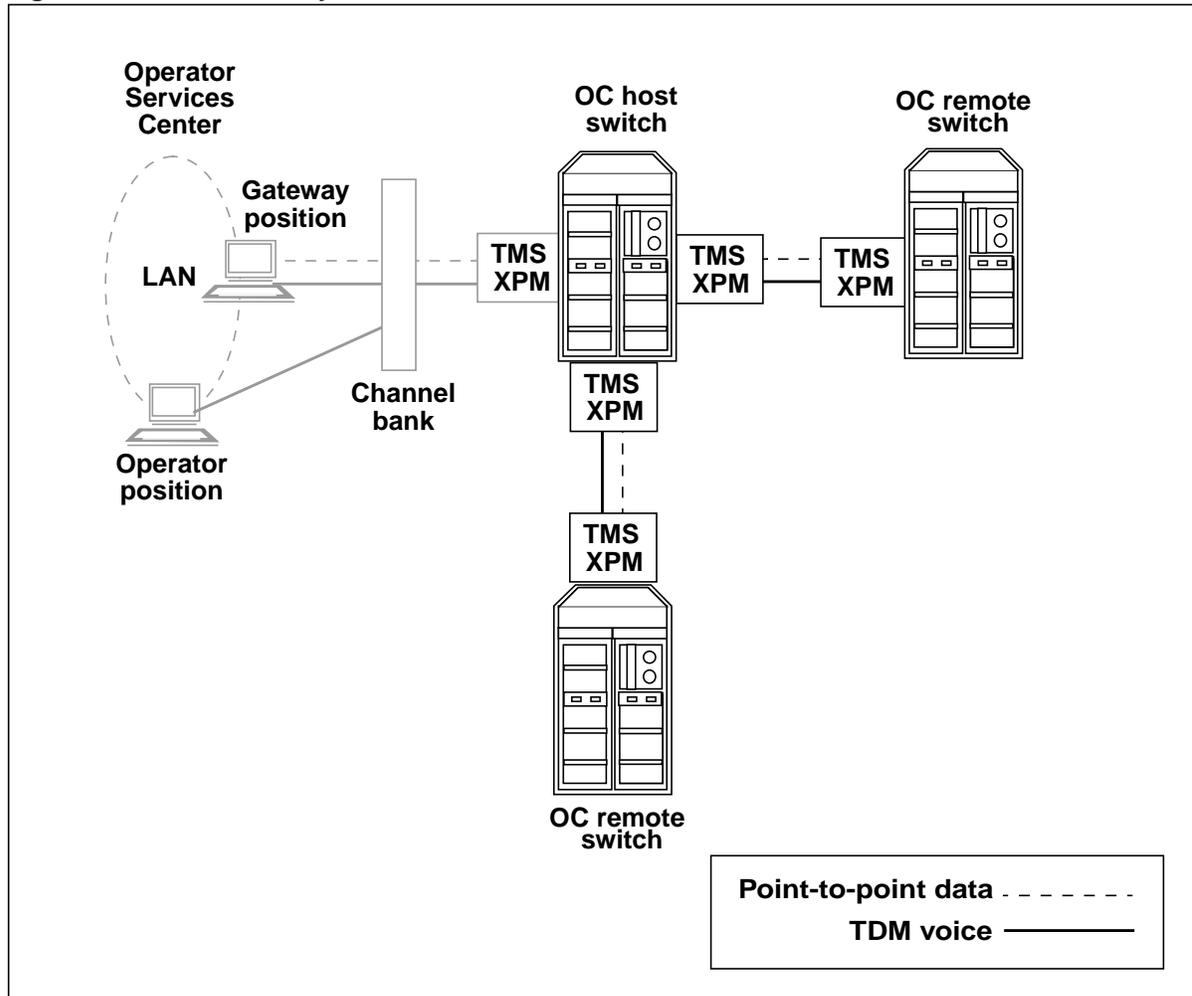 Operator
Services
Center
OC host
switch
OC remote
switch
Gateway
position
LAN
TMS
XPM
TMS
XPM
TMS
XPM
Channel
bank
TMS
XPM
Operator
position
TMS
XPM
OC remote
switch
Point-to-point data
TDM voice